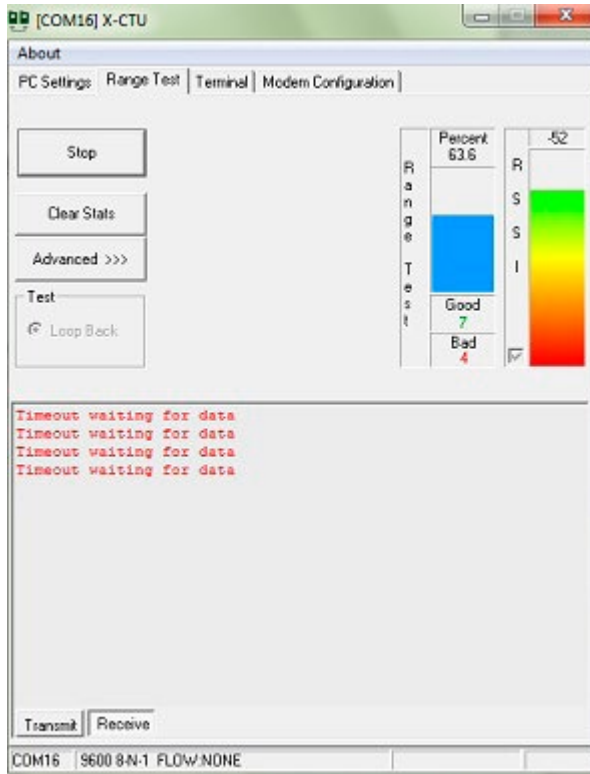 [COM16] X-CTU
About
PC Settings Range Test Terminal Modem Configuration
Stop
Clear Stats
Advanced >>>
Test
Loop Back
Range Test
Percent
63.6
Good
7
Bad
4
RSSI
-52
Timeout waiting for data
Timeout waiting for data
Timeout waiting for data
Timeout waiting for data
Transmit Receive
COM16 9600 8-N-1 FLOW:NONE